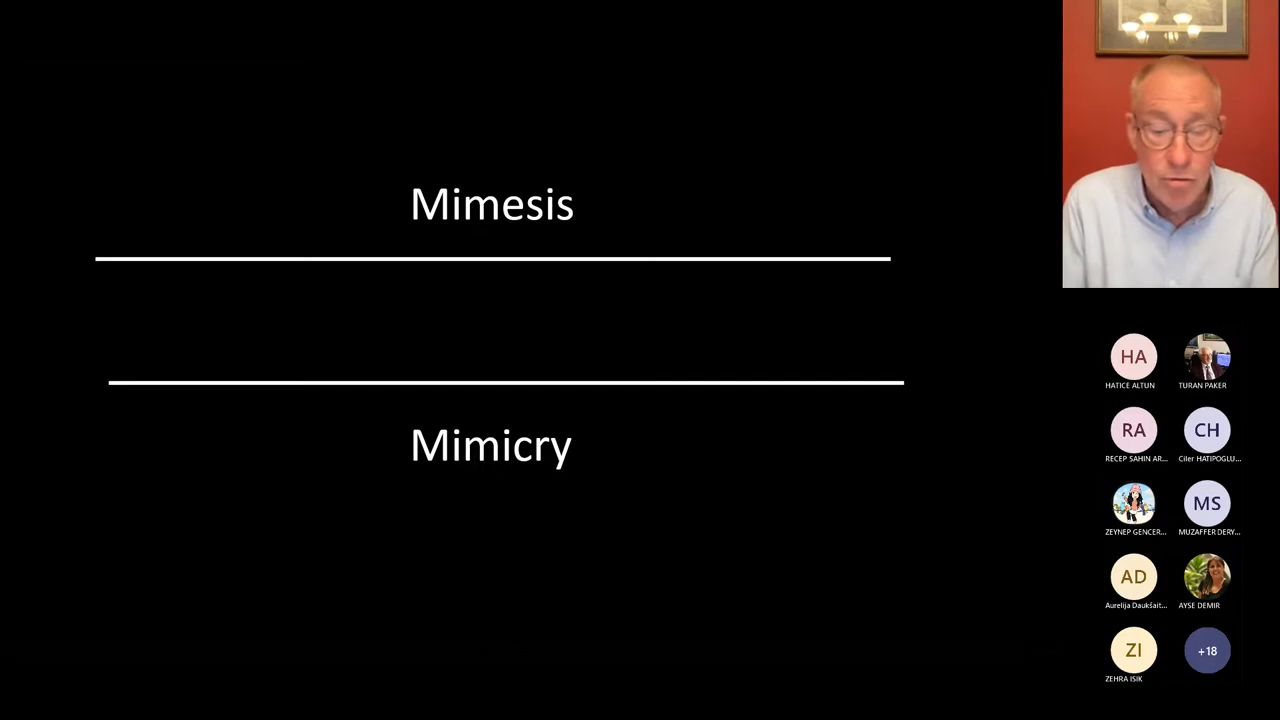 Mimesis
Mimicry
HA
HATICE ALTUN
TURAN PAKER
RA
RECEP SAHIN AR...
CH
Ciler HATIPOGLU...
ZEYNEP GENCER...
MS
MUZAFFER DERY...
AD
Aurelija Daukšait...
AYSE DEMIR
ZI
ZEHRA ISIK
+18